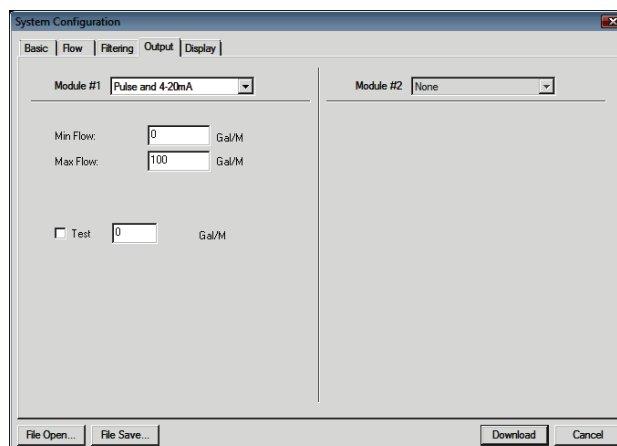 System Configuration
Basic Flow Filtering Output Display
Module #1 Pulse and 4-20mA
Module #2 None
Min Flow: 0 Gal/M
Max Flow: 100 Gal/M
Test 0 Gal/M
File Open... File Save... Download Cancel